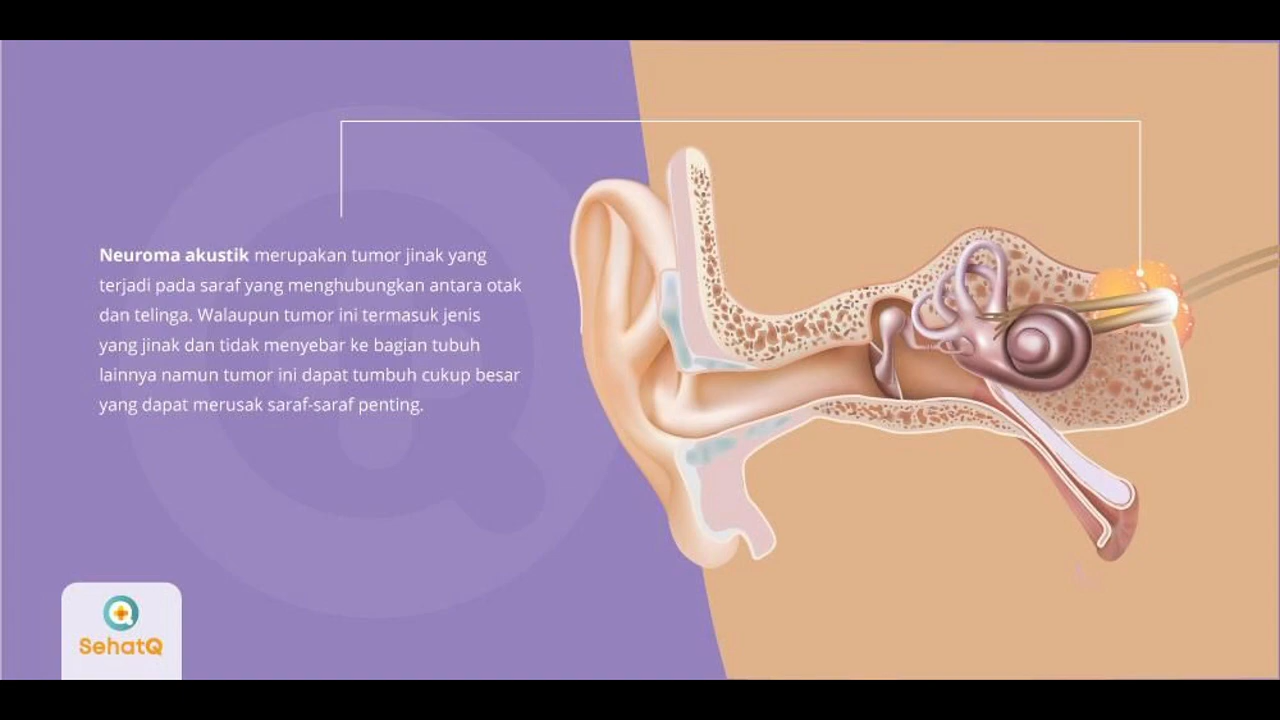 Neuroma akustik merupakan tumor jinak yang
terjadi pada saraf yang menghubungkan antara otak
dan telinga. Walaupun tumor ini termasuk jenis
yang jinak dan tidak menyebar ke bagian tubuh
lainnya namun tumor ini dapat tumbuh cukup besar
yang dapat merusak saraf-saraf penting.
SehatQ